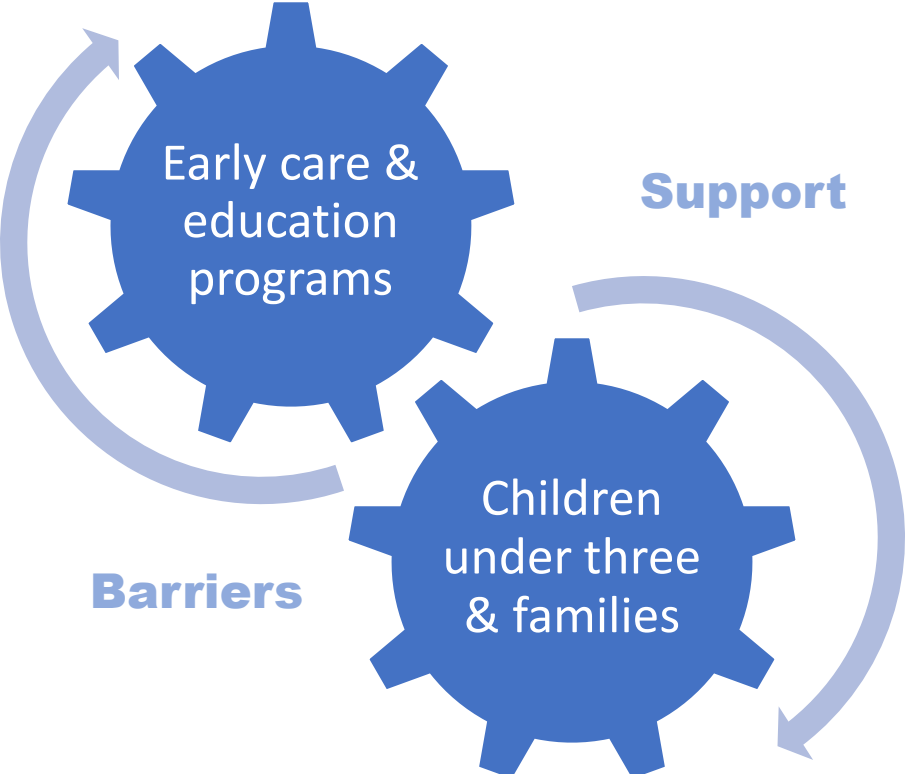 Early care &
education
programs
Support
Children
under three
& families
Barriers